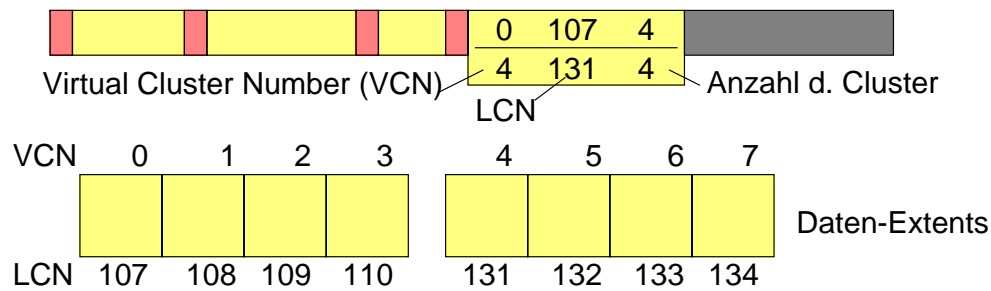 0 107 4
4 131 4
Virtual Cluster Number (VCN)
Anzahl d. Cluster
LCN
VCN 0 1 2 3 4 5 6 7
Daten-Extents
LCN 107 108 109 110 131 132 133 134